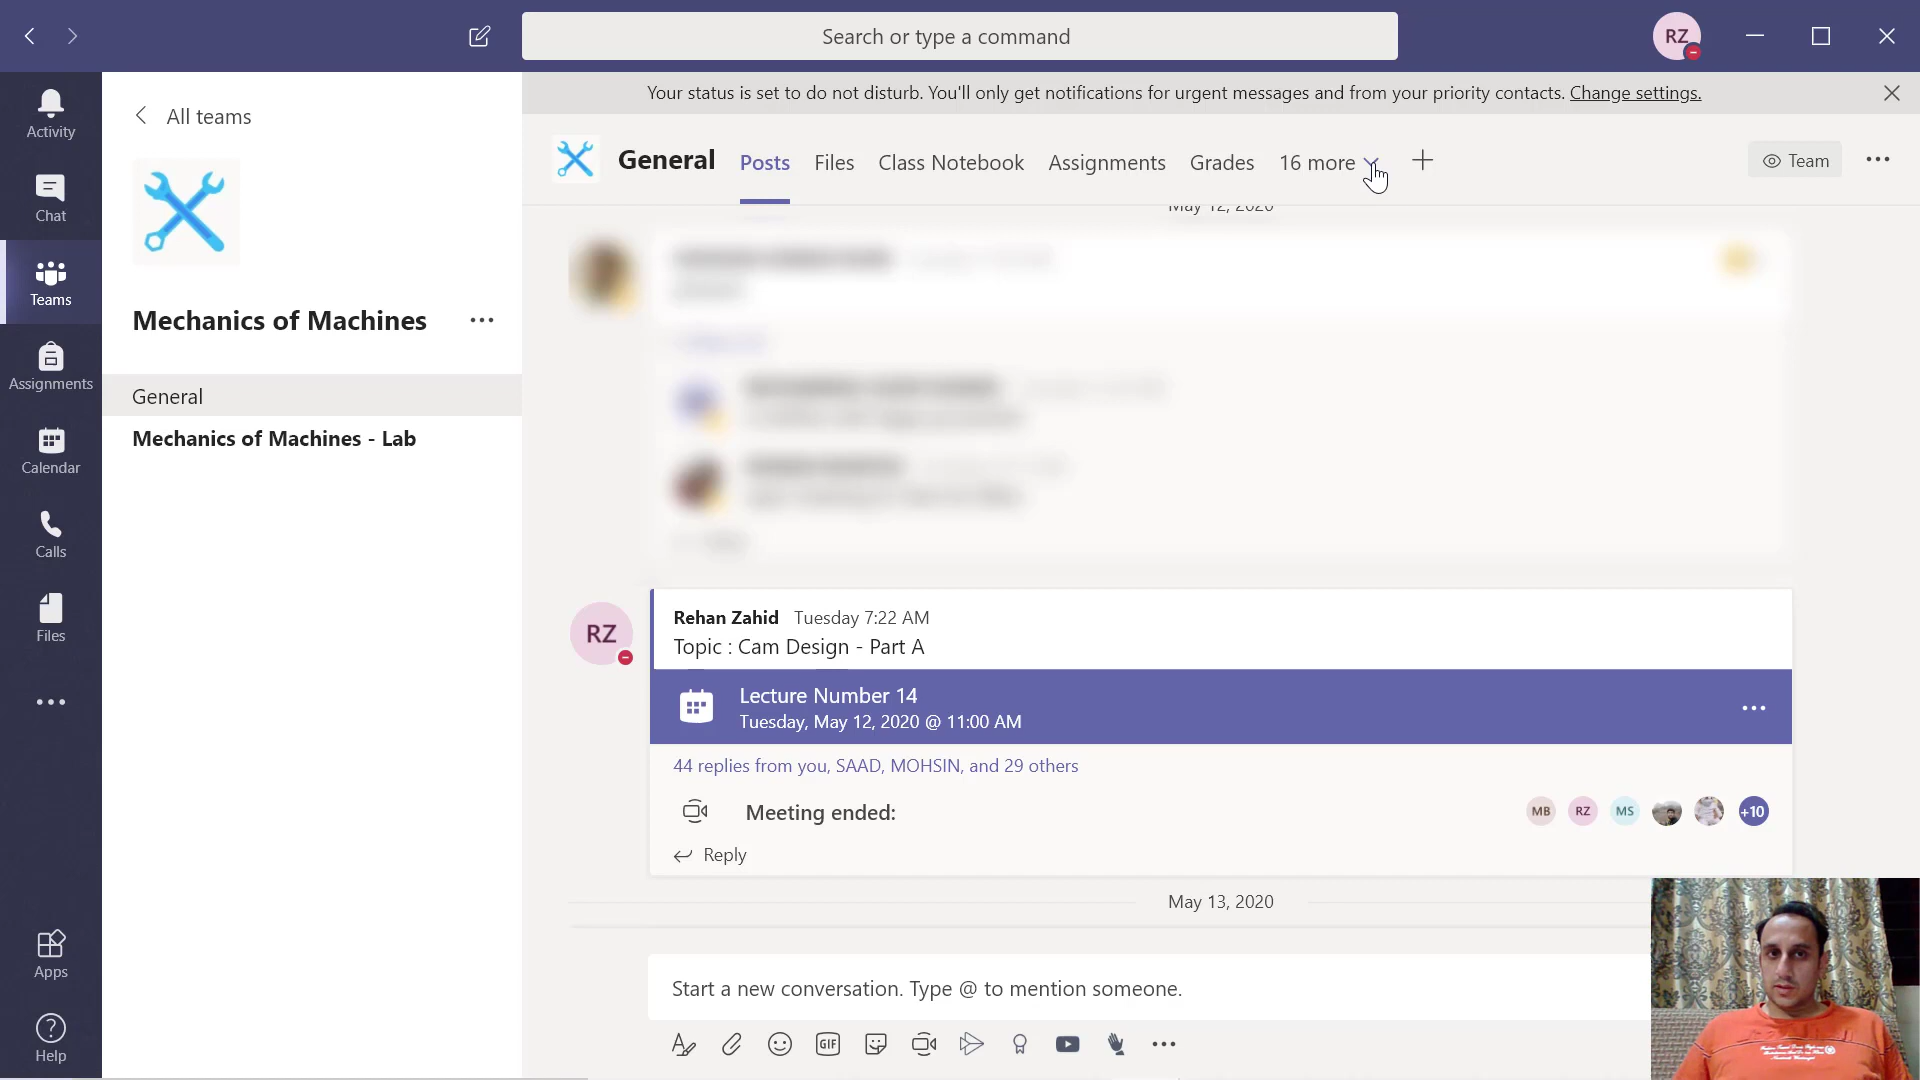 Search or type a command
RZ
Your status is set to do not disturb. You'll only get notifications for urgent messages and from your priority contacts. Change settings.
Activity
Chat
Teams
Assignments
Calendar
Calls
Files
Apps
Help
All teams
Mechanics of Machines
General
Mechanics of Machines - Lab
General Posts Files Class Notebook Assignments Grades 16 more
Team
May 12, 2020
RZ
Rehan Zahid Tuesday 7:22 AM
Topic : Cam Design - Part A
Lecture Number 14
Tuesday, May 12, 2020 @ 11:00 AM
44 replies from you, SAAD, MOHSIN, and 29 others
Meeting ended:
MB RZ MS +10
Reply
May 13, 2020
Start a new conversation. Type @ to mention someone.
GIF